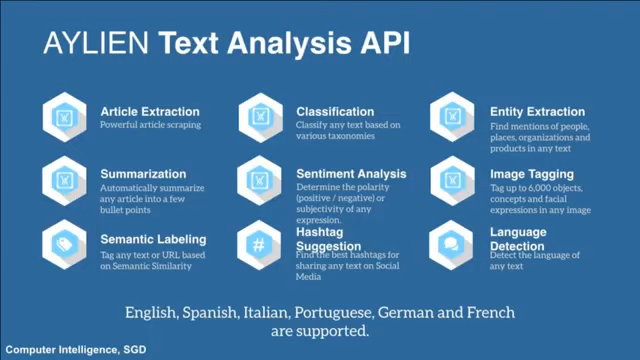 AYLIEN Text Analysis API
Article Extraction
Powerful article scraping
Classification
Classify any text based on
various taxonomies
Entity Extraction
Find mentions of people,
places, organizations and
products in any text
Summarization
Automatically summarize
any article into a few
bullet points
Sentiment Analysis
Determine the polarity
(positive / negative) or
subjectivity of any
expression.
Image Tagging
Tag up to 6,000 objects,
concepts and facial
expressions in any image
Semantic Labeling
Tag any text or URL based
on Semantic Similarity
#
Hashtag
Suggestion
Find the best hashtags for
sharing any text on Social
Media
Language
Detection
Detect the language of
any text
English, Spanish, Italian, Portuguese, German and French
are supported.
Computer Intelligence, SGD